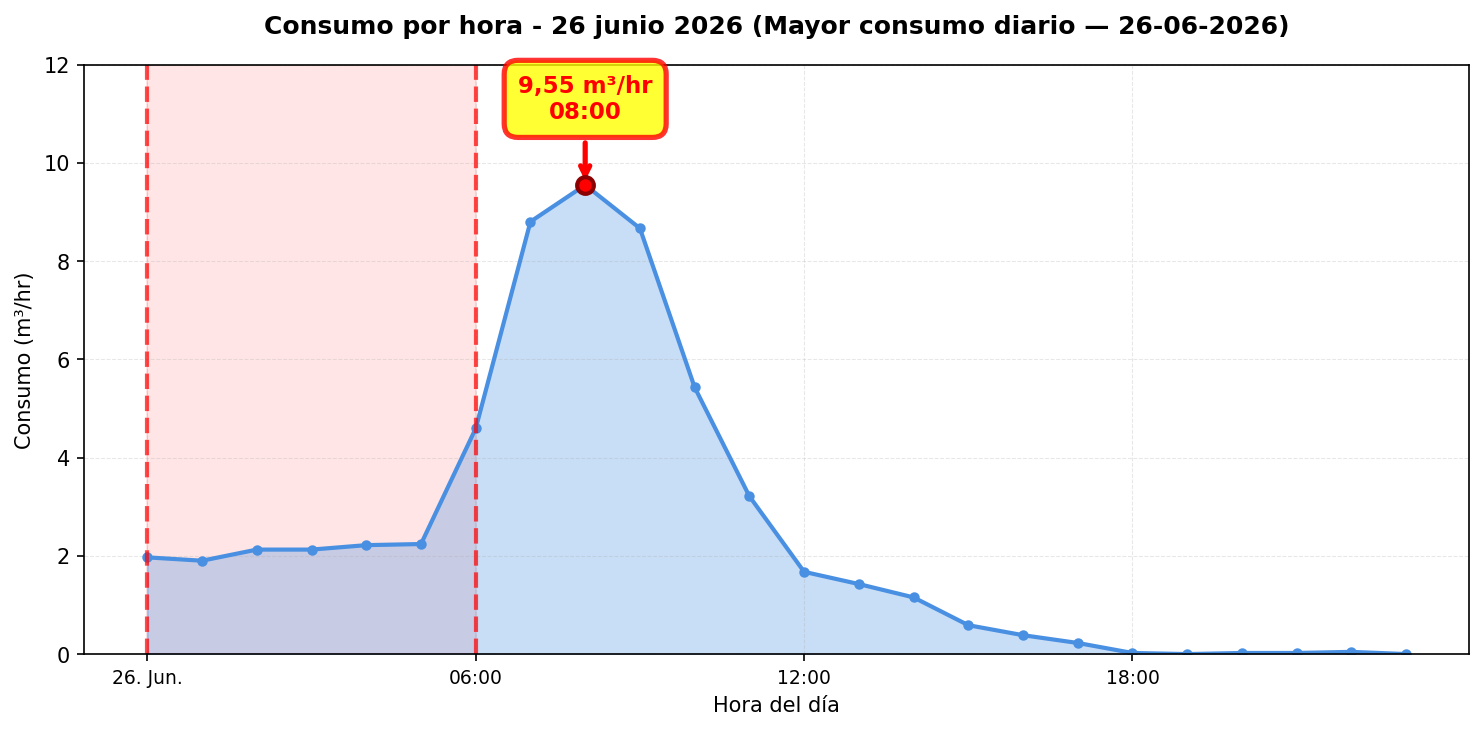 Consumo por hora - 26 junio 2026 (Mayor consumo diario — 26-06-2026)
9,55 m³/hr
08:00
Consumo (m³/hr)
12
10
8
6
4
2
0
26. Jun.
06:00
12:00
18:00
Hora del día